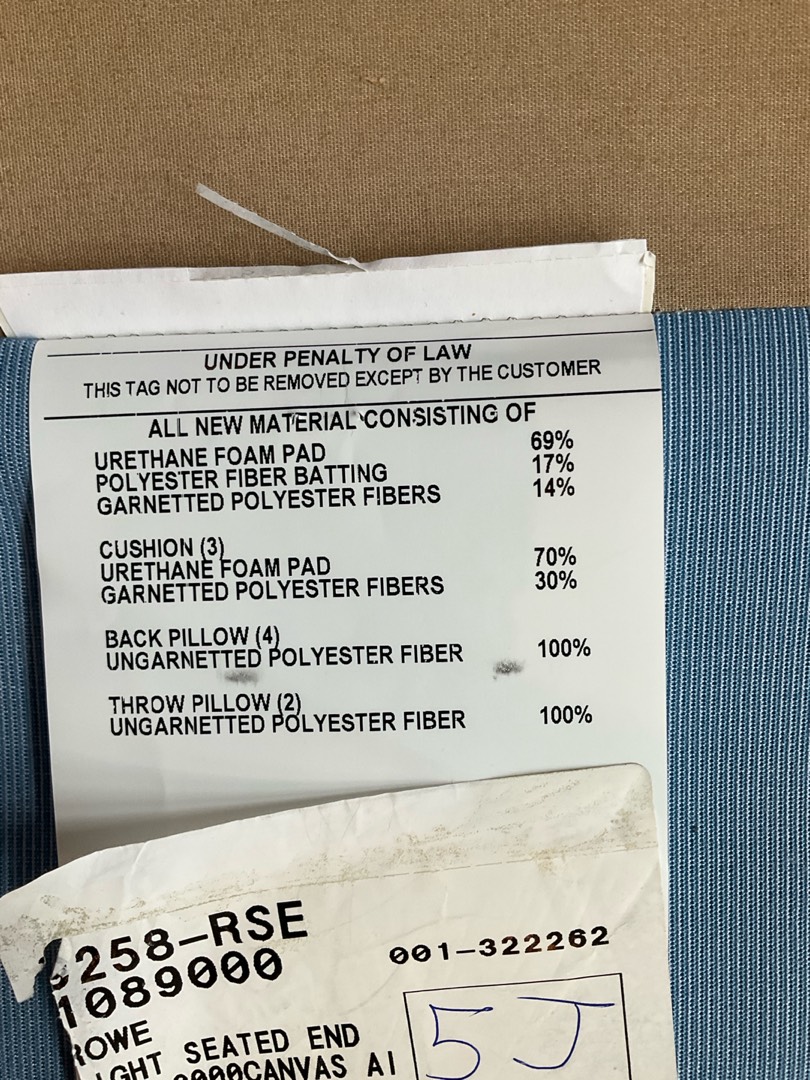 UNDER PENALTY OF LAW
THIS TAG NOT TO BE REMOVED EXCEPT BY THE CUSTOMER
ALL NEW MATERIAL CONSISTING OF
URETHANE FOAM PAD 69%
POLYESTER FIBER BATTING 17%
GARNETTED POLYESTER FIBERS 14%
CUSHION (3)
URETHANE FOAM PAD 70%
GARNETTED POLYESTER FIBERS 30%
BACK PILLOW (4)
UNGARNETTED POLYESTER FIBER 100%
THROW PILLOW (2)
UNGARNETTED POLYESTER FIBER 100%
258-RSE
001-322262
1089000
ROWE
SEATED END
5J
000CANVAS A